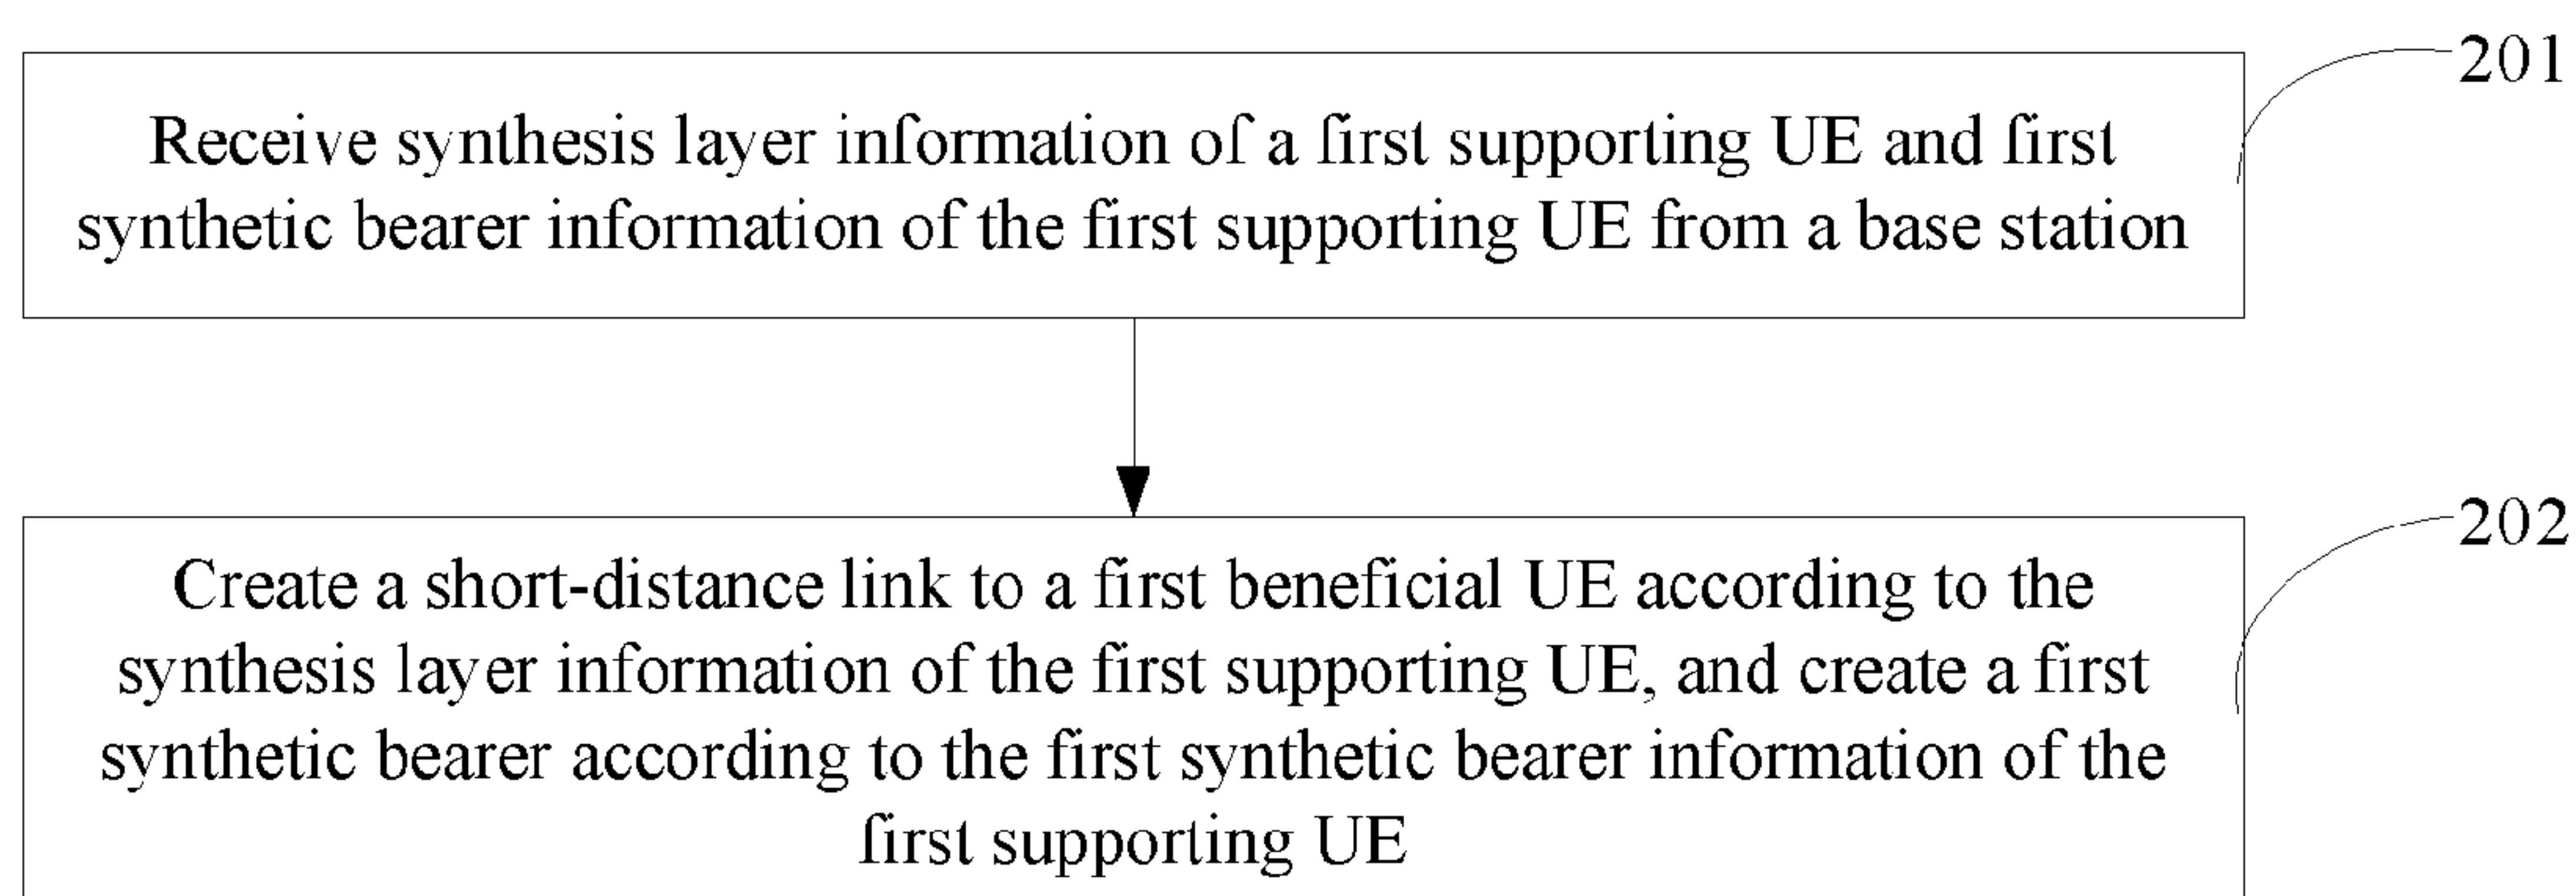 201
Receive synthesis layer information of a first supporting UE and first
synthetic bearer information of the first supporting UE from a base station
202
Create a short-distance link to a first beneficial UE according to the
synthesis layer information of the first supporting UE, and create a first
synthetic bearer according to the first synthetic bearer information of the
first supporting UE